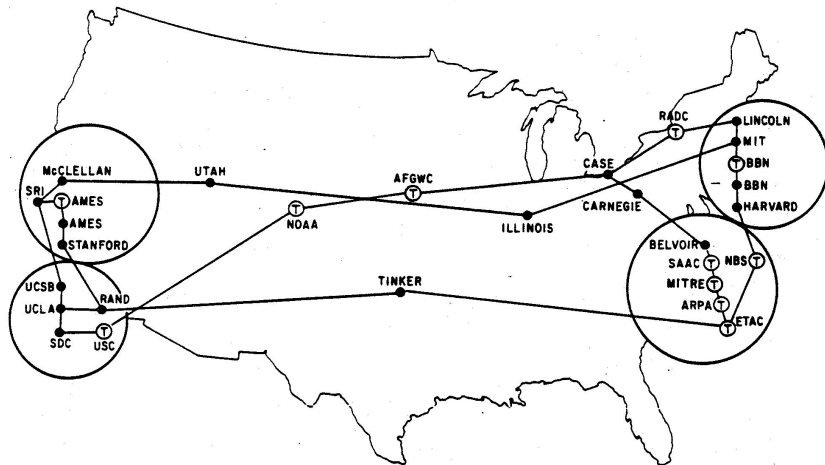 RADC
T
LINCOLN
MIT
T BBN
BBN
HARVARD
McCLELLAN
UTAH
AFGWC
T
CASE
SRI
T AMES
AMES
STANFORD
T
NOAA
ILLINOIS
CARNEGIE
BELVOIR
SAAC T
NBS T
MITRE T
ARPA T
T ETAC
UCSB
UCLA
RAND
TINKER
SDC
T
USC